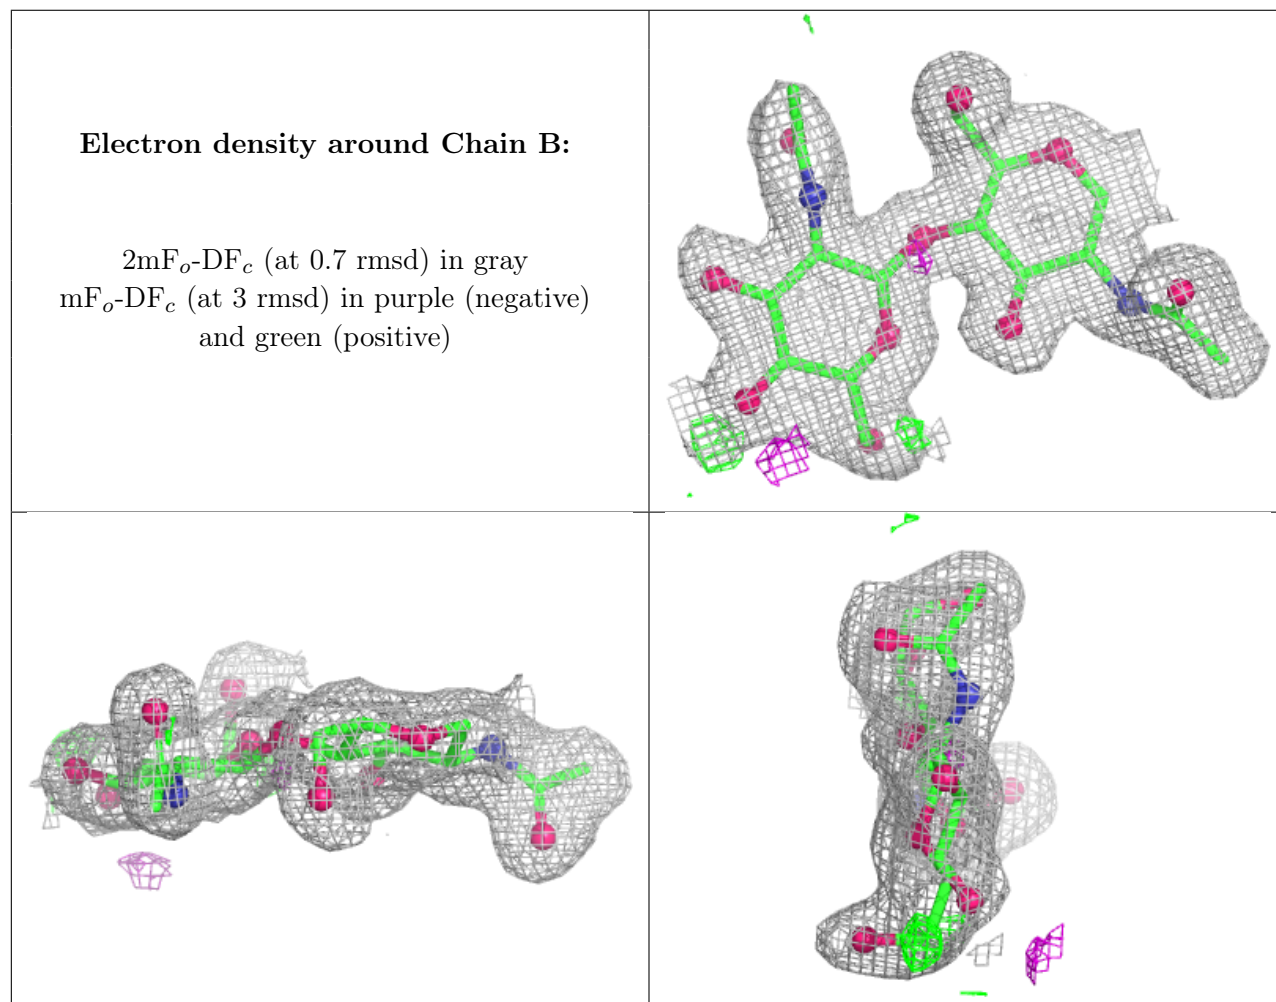 Electron density around Chain B:
2mFo-DFc (at 0.7 rmsd) in gray
mFo-DFc (at 3 rmsd) in purple (negative)
and green (positive)